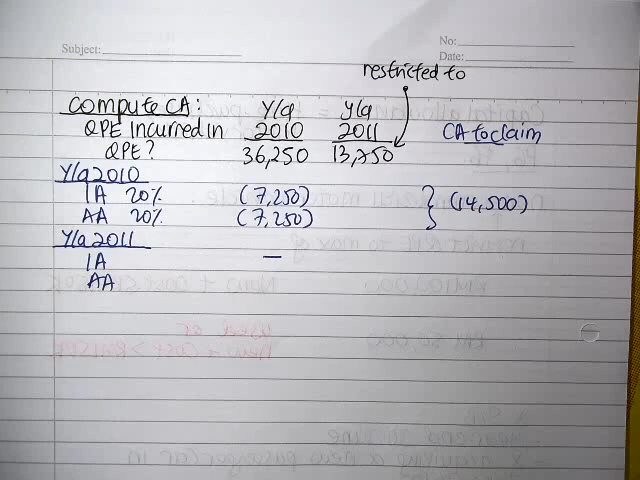 Subject:
No:
Date:
restricted to
Compute CA: Y/a Y/a
QPE incurred in 2010 2011 CA to claim
QPE? 36,250 13,750
Y/a 2010
IA 20% (7,250)
AA 20% (7,250) (14,500)
Y/a 2011
IA —
AA